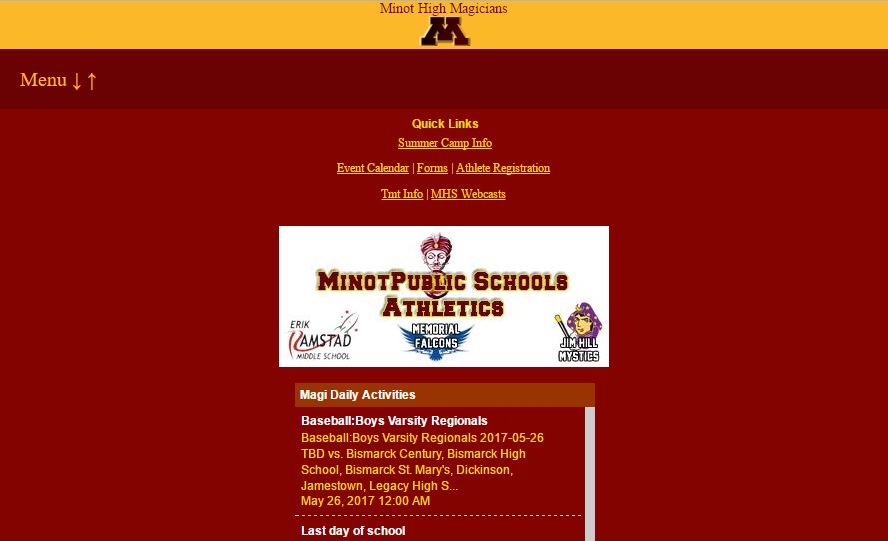 Minot High Magicians
M
Menu ↓↑
Quick Links
Summer Camp Info
Event Calendar | Forms | Athlete Registration
Tmt Info | MHS Webcasts
MinotPublic Schools
Athletics
ERIK
RAMSTAD
MIDDLE SCHOOL
MEMORIAL
FALCONS
JIM HILL
MYSTICS
Magi Daily Activities
Baseball:Boys Varsity Regionals
Baseball:Boys Varsity Regionals 2017-05-26
TBD vs. Bismarck Century, Bismarck High
School, Bismarck St. Mary's, Dickinson,
Jamestown, Legacy High S...
May 26, 2017 12:00 AM
Last day of school